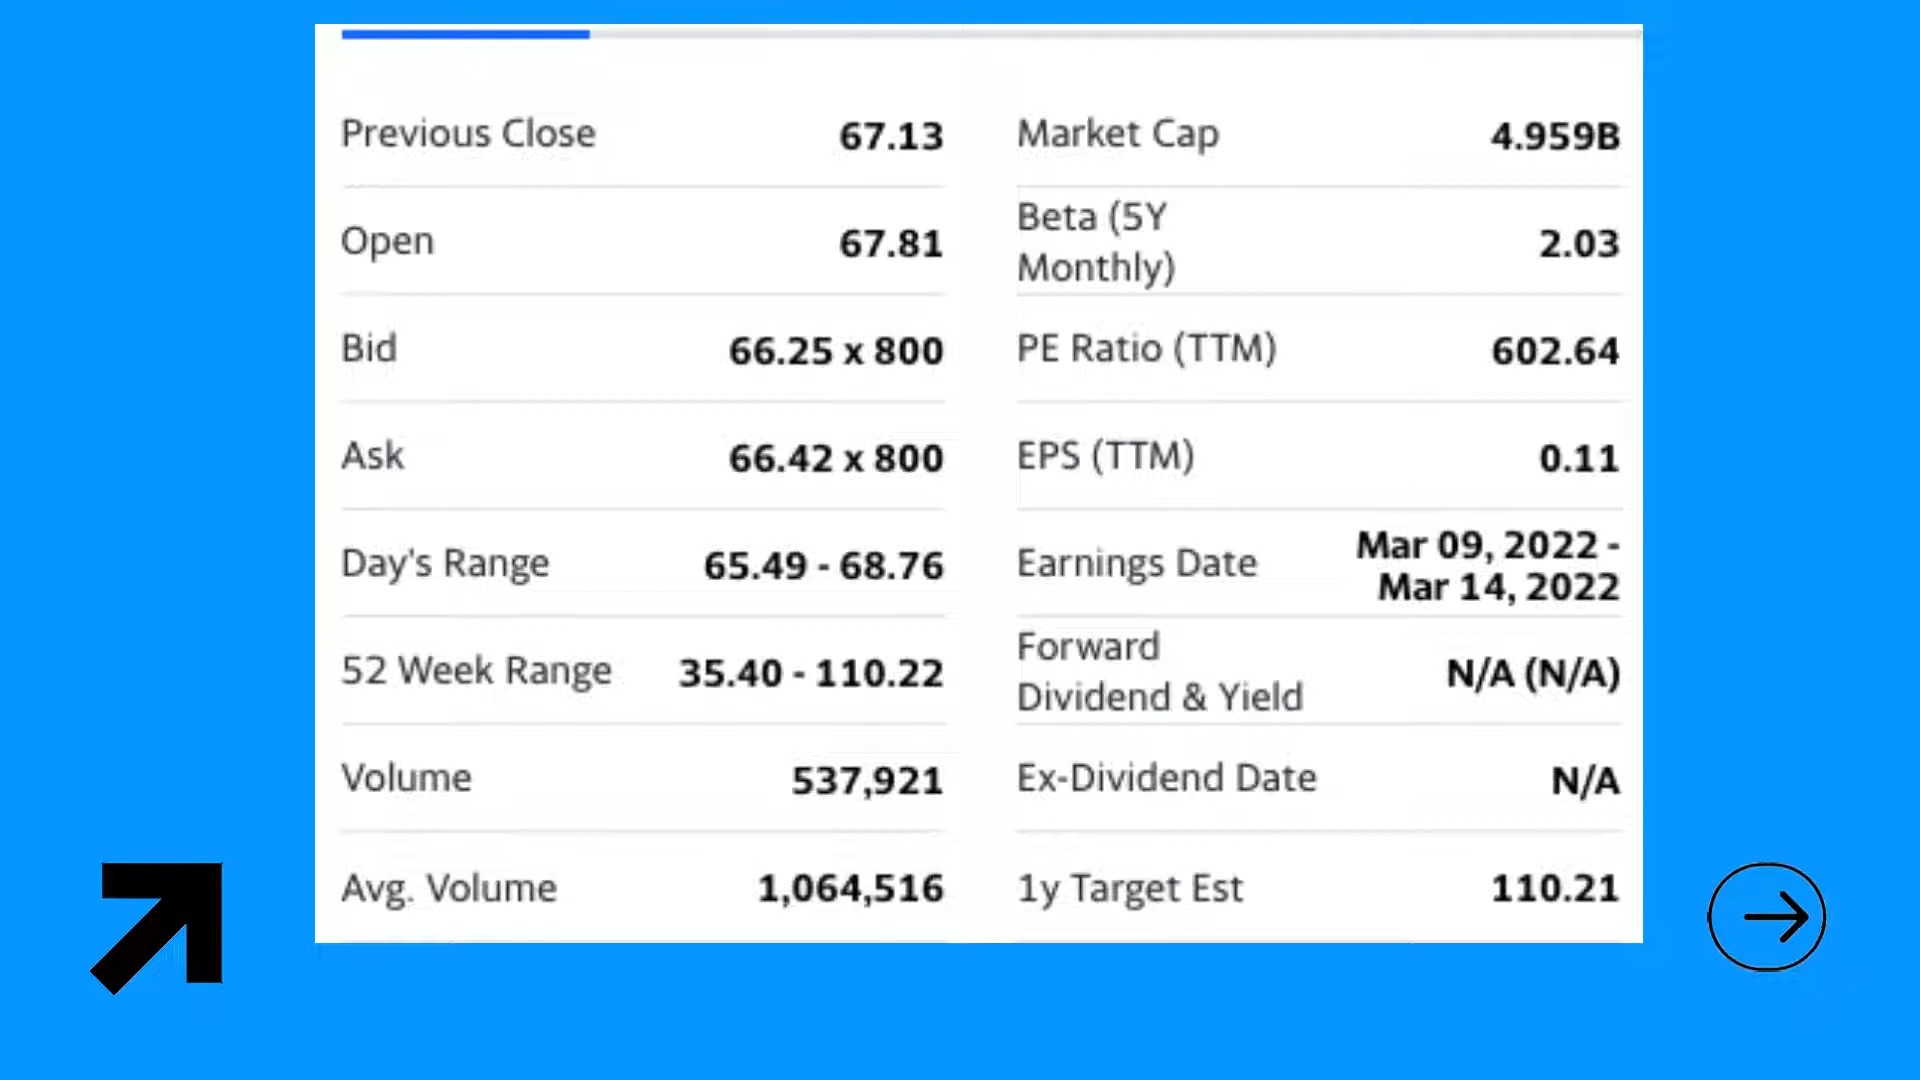 Previous Close 67.13
Open 67.81
Bid 66.25 x 800
Ask 66.42 x 800
Day's Range 65.49 - 68.76
52 Week Range 35.40 - 110.22
Volume 537,921
Avg. Volume 1,064,516
Market Cap 4.959B
Beta (5Y
Monthly) 2.03
PE Ratio (TTM) 602.64
EPS (TTM) 0.11
Earnings Date Mar 09, 2022 -
Mar 14, 2022
Forward
Dividend & Yield N/A (N/A)
Ex-Dividend Date N/A
1y Target Est 110.21